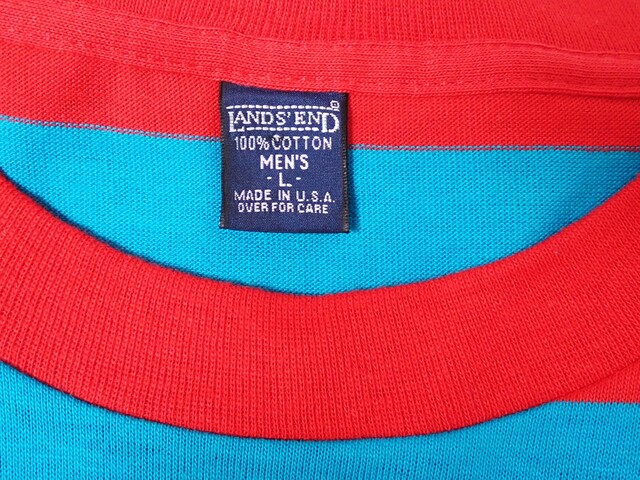 LANDS' END
100% COTTON
MEN'S
- L -
MADE IN U.S.A.
OVER FOR CARE